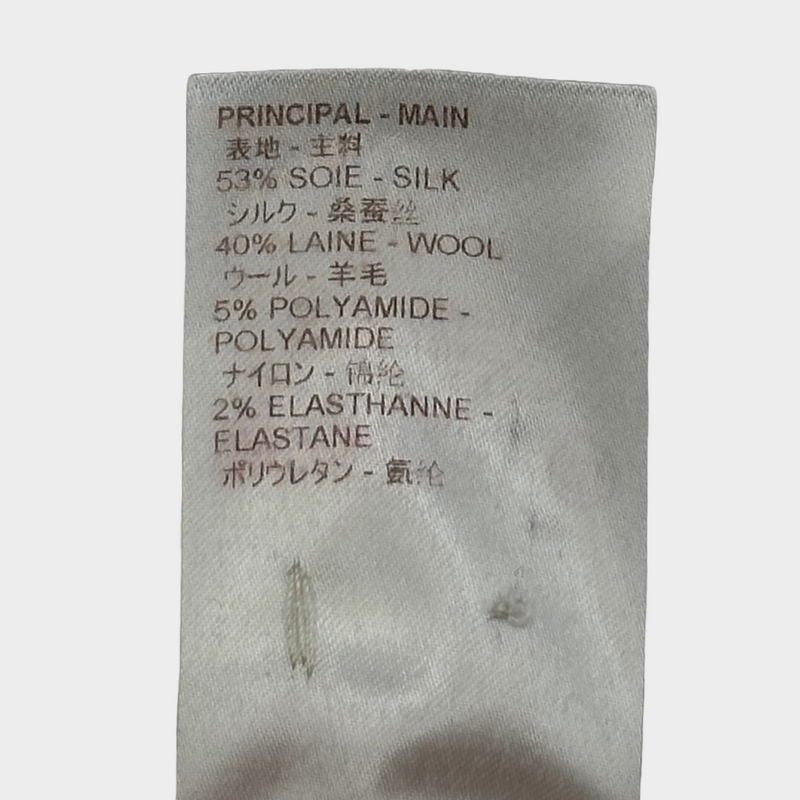 PRINCIPAL - MAIN
表地 - 主料
53% SOIE - SILK
シルク - 桑蚕丝
40% LAINE - WOOL
ウール - 羊毛
5% POLYAMIDE -
POLYAMIDE
ナイロン - 锦纶
2% ELASTHANNE -
ELASTANE
ポリウレタン - 氨纶